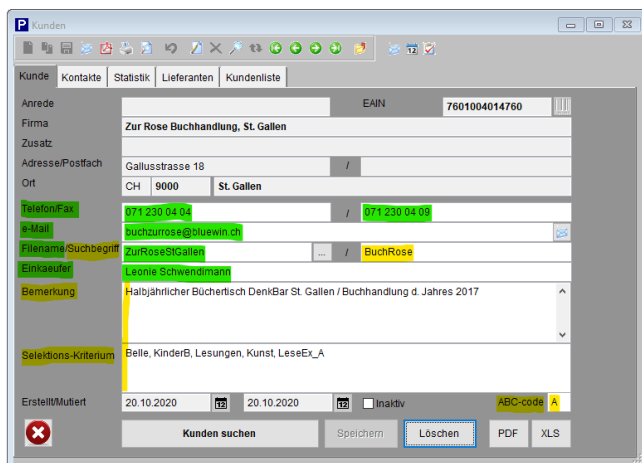 P Kunden
Kunde Kontakte Statistik Lieferanten Kundenliste
Anrede EAIN 7601004014760
Firma Zur Rose Buchhandlung, St. Gallen
Zusatz
Adresse/Postfach Gallusstrasse 18 /
Ort CH 9000 St. Gallen
Telefon/Fax 071 230 04 04 / 071 230 04 09
e-Mail buchzurrose@bluewin.ch
Filename/Suchbegriff ZurRoseStGallen ... / BuchRose
Einkaeufer Leonie Schwendimann
Bemerkung Halbjährlicher Büchertisch DenkBar St. Gallen / Buchhandlung d. Jahres 2017
Selektions-Kriterium Belle, KinderB, Lesungen, Kunst, LeseEx_A
Erstellt/Mutiert 20.10.2020 12 20.10.2020 12 Inaktiv ABC-code A
Kunden suchen Speichern Löschen PDF XLS